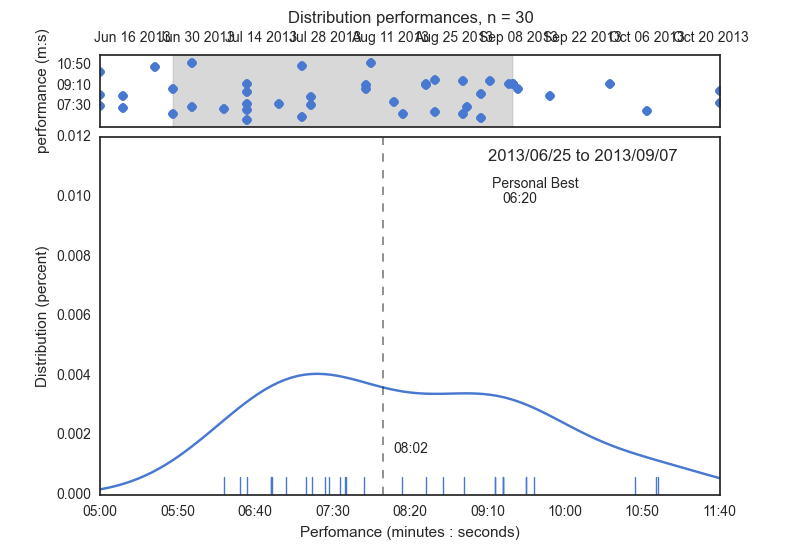 Distribution performances, n = 30
Jun 16 2013 Jun 30 2013 Jul 14 2013 Jul 28 2013 Aug 11 2013 Aug 25 2013 Sep 08 2013 Sep 22 2013 Oct 06 2013 Oct 20 2013
performance (m:s)
10:50
09:10
07:30
0.012
0.010
0.008
0.006
0.004
0.002
0.000
Distribution (percent)
2013/06/25 to 2013/09/07
Personal Best
06:20
08:02
05:00 05:50 06:40 07:30 08:20 09:10 10:00 10:50 11:40
Perfomance (minutes : seconds)